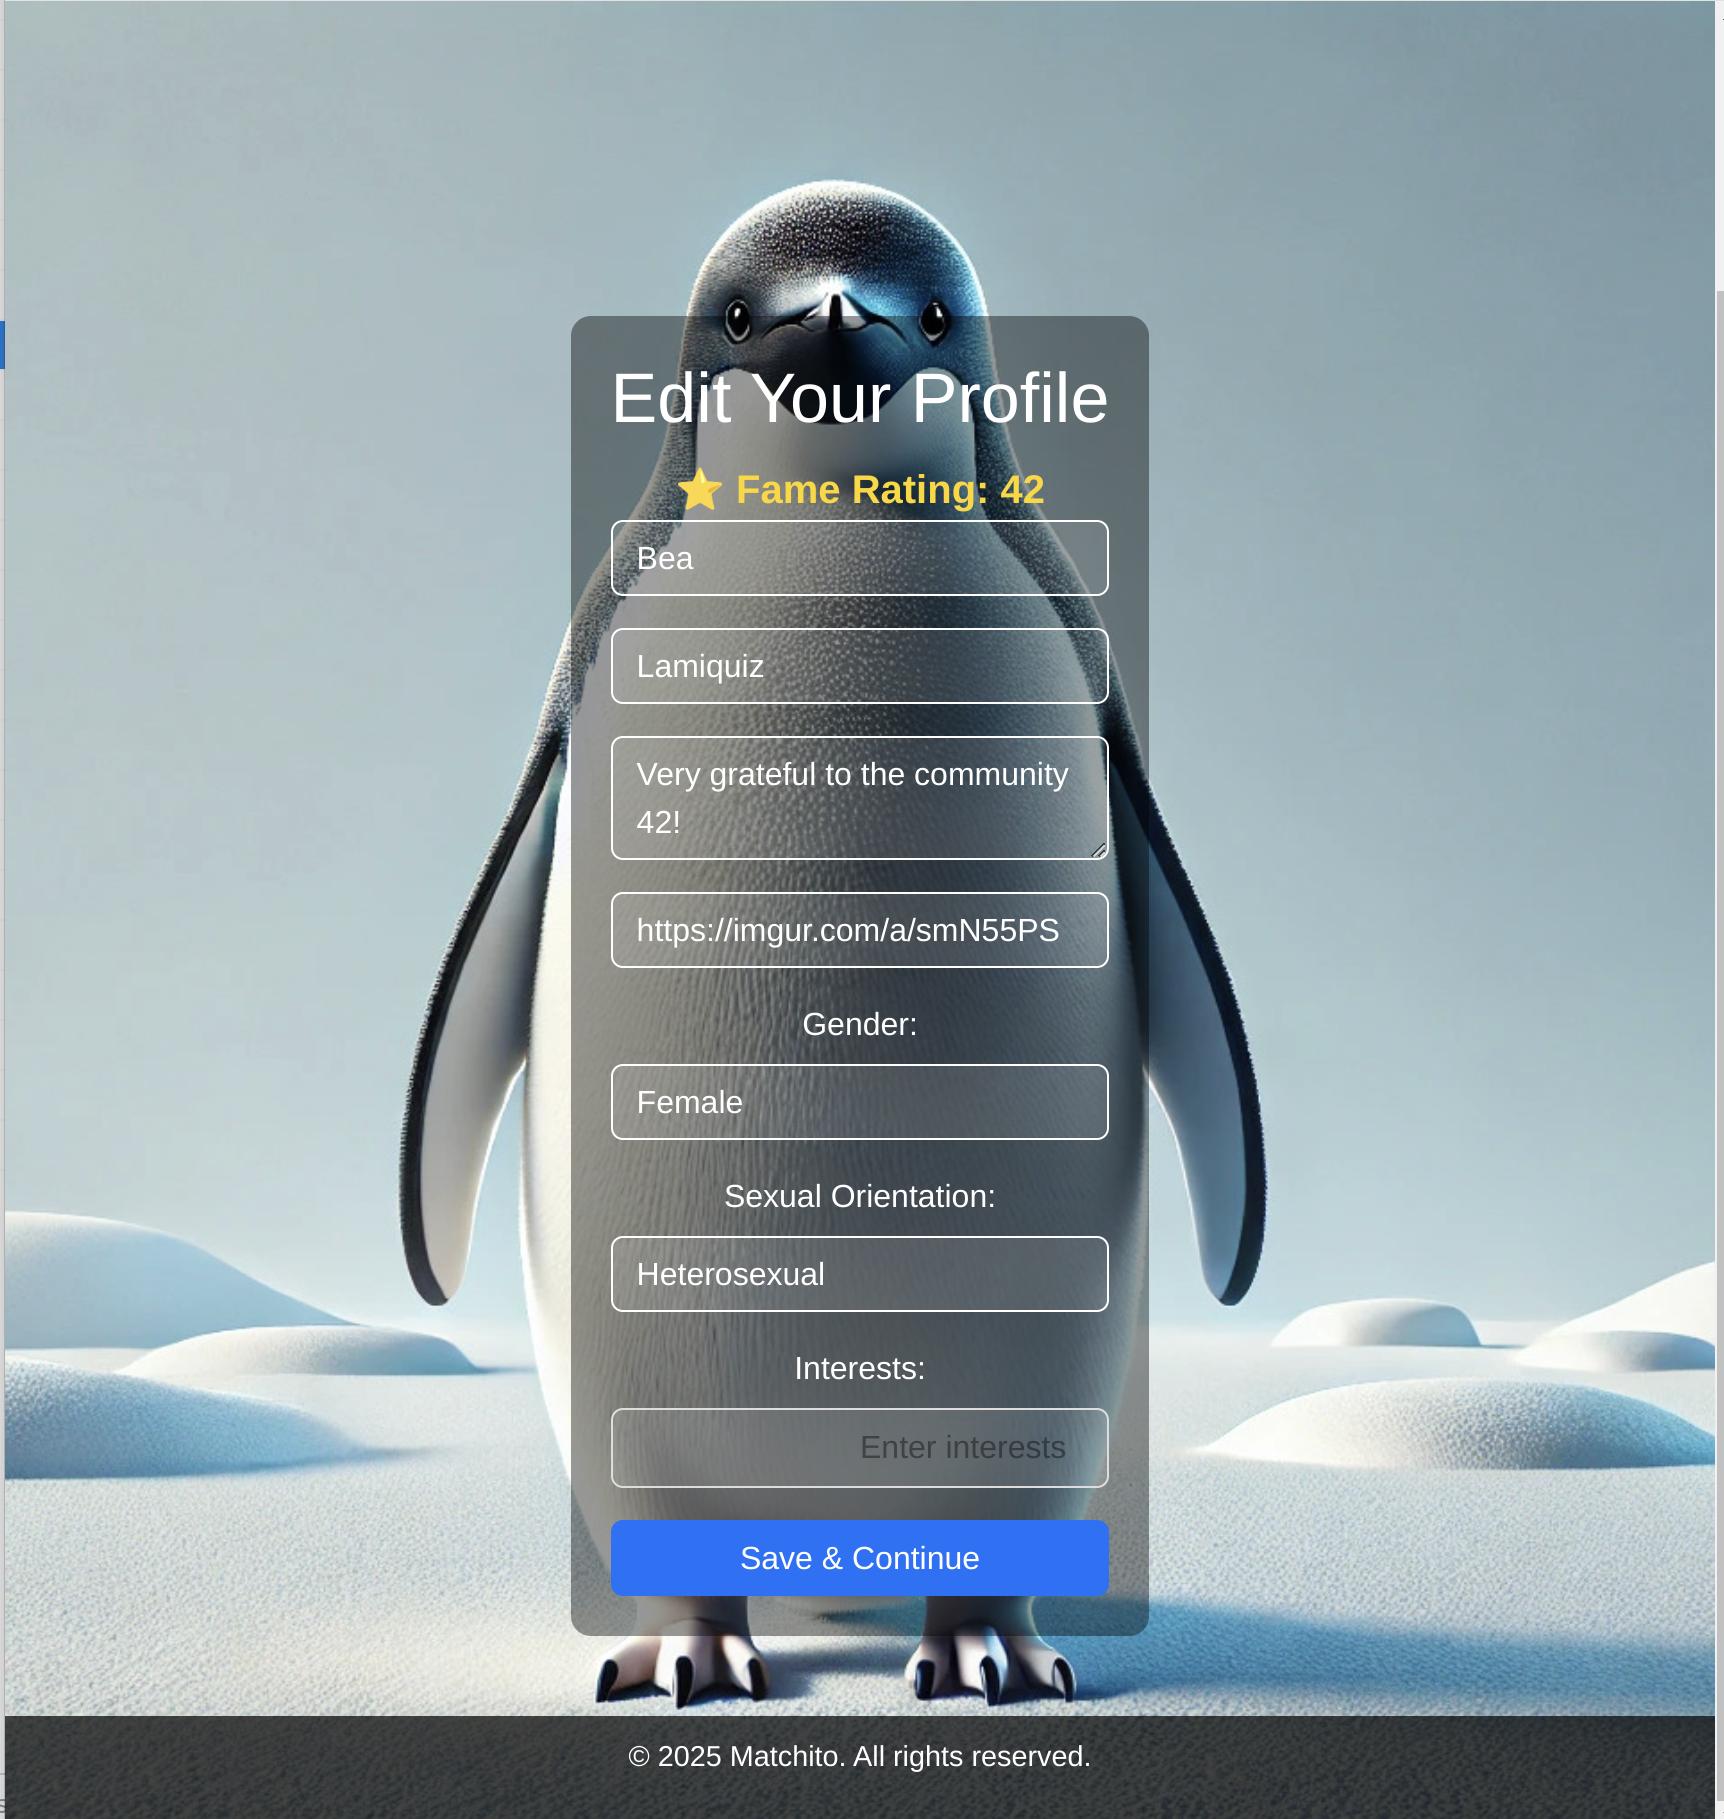 Edit Your Profile
⭐ Fame Rating: 42
Bea
Lamiquiz
Very grateful to the community
42!
https://imgur.com/a/smN55PS
Gender:
Female
Sexual Orientation:
Heterosexual
Interests:
Enter interests
Save & Continue
© 2025 Matchito. All rights reserved.